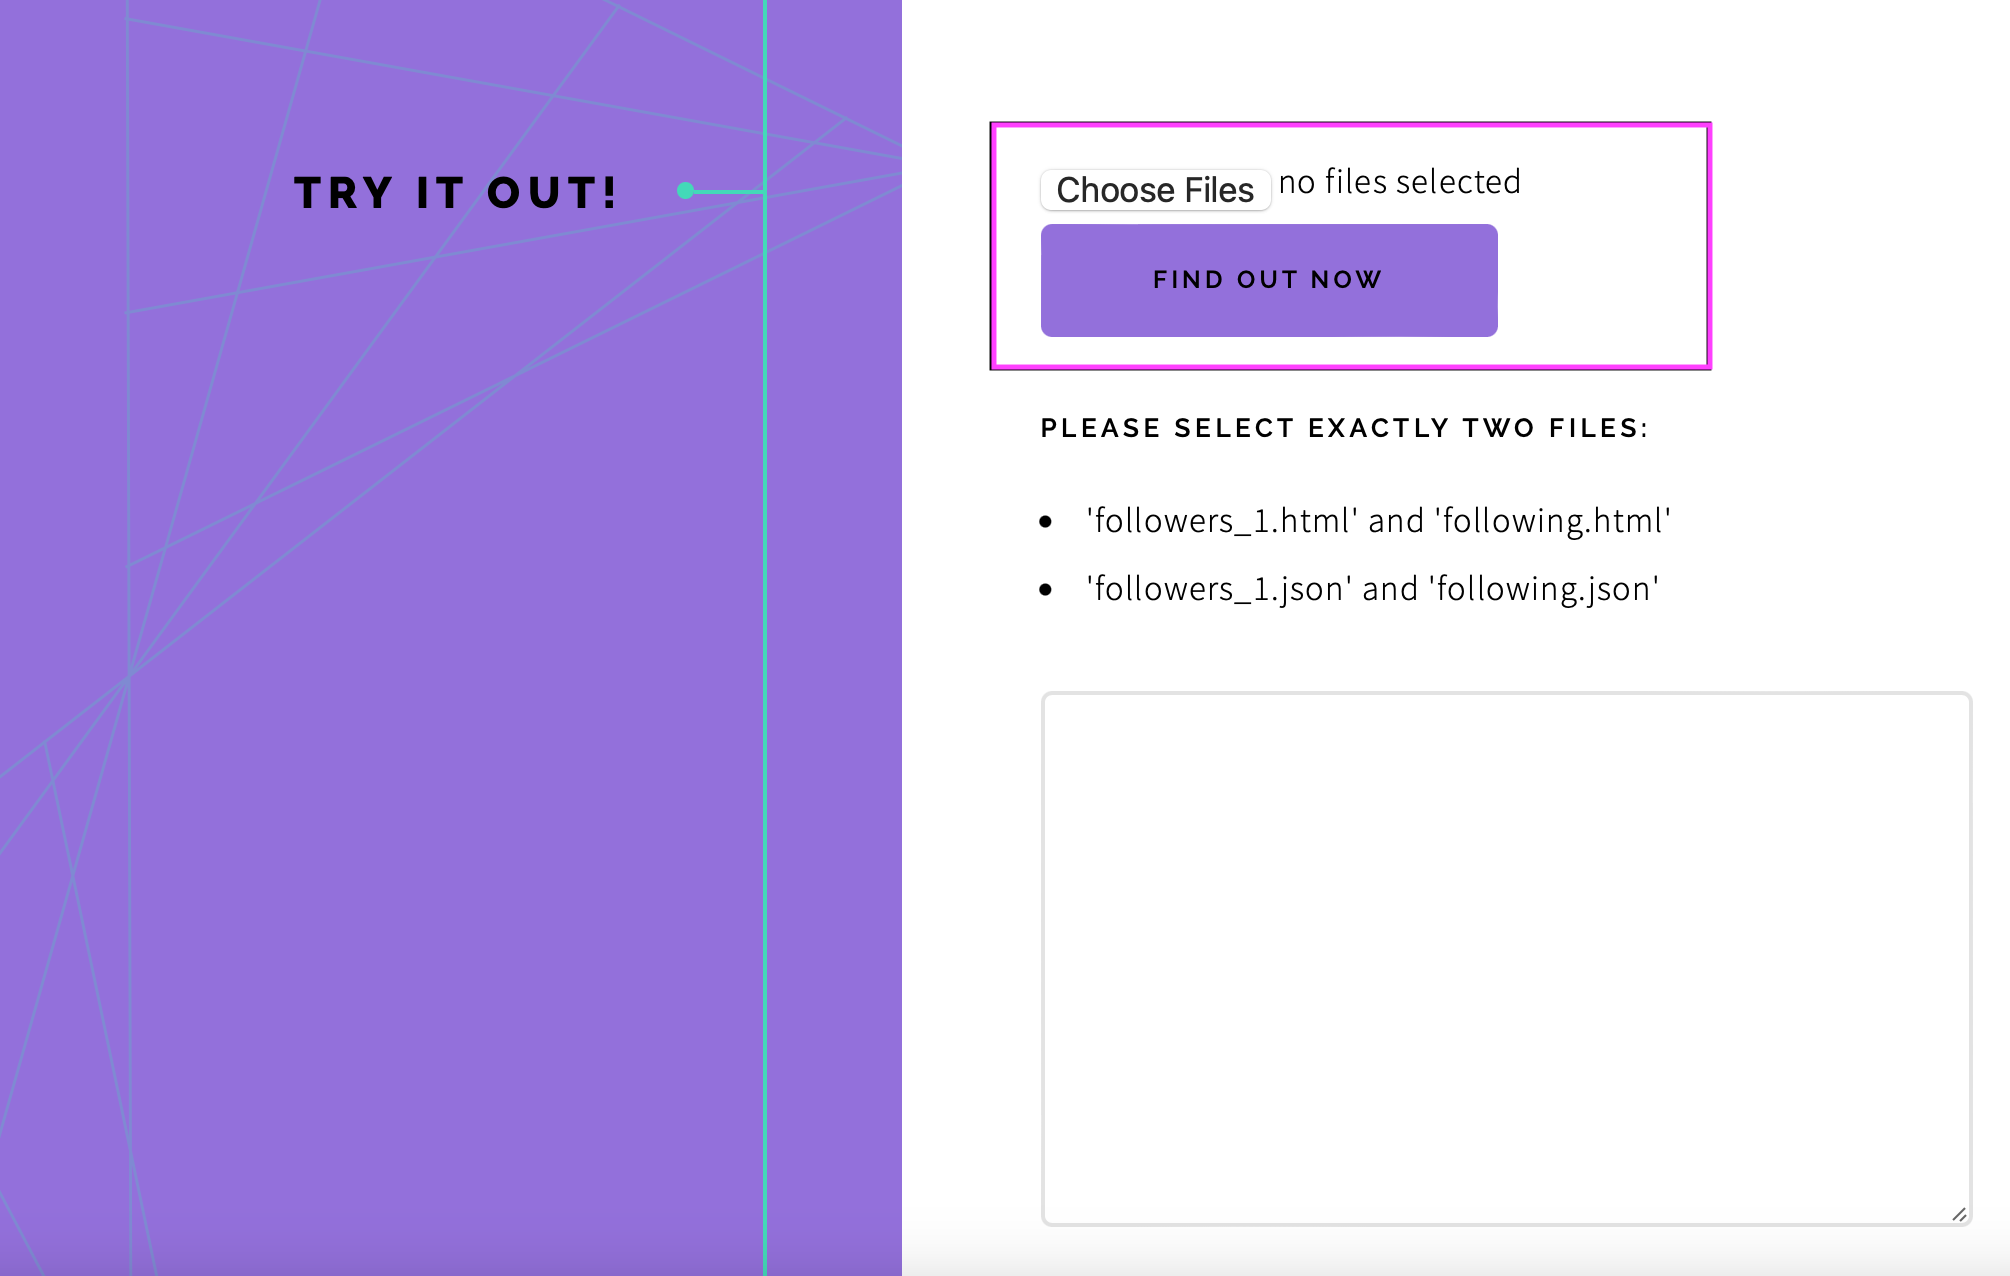 TRY IT OUT!
Choose Files no files selected
FIND OUT NOW
PLEASE SELECT EXACTLY TWO FILES:
• 'followers_1.html' and 'following.html'
• 'followers_1.json' and 'following.json'